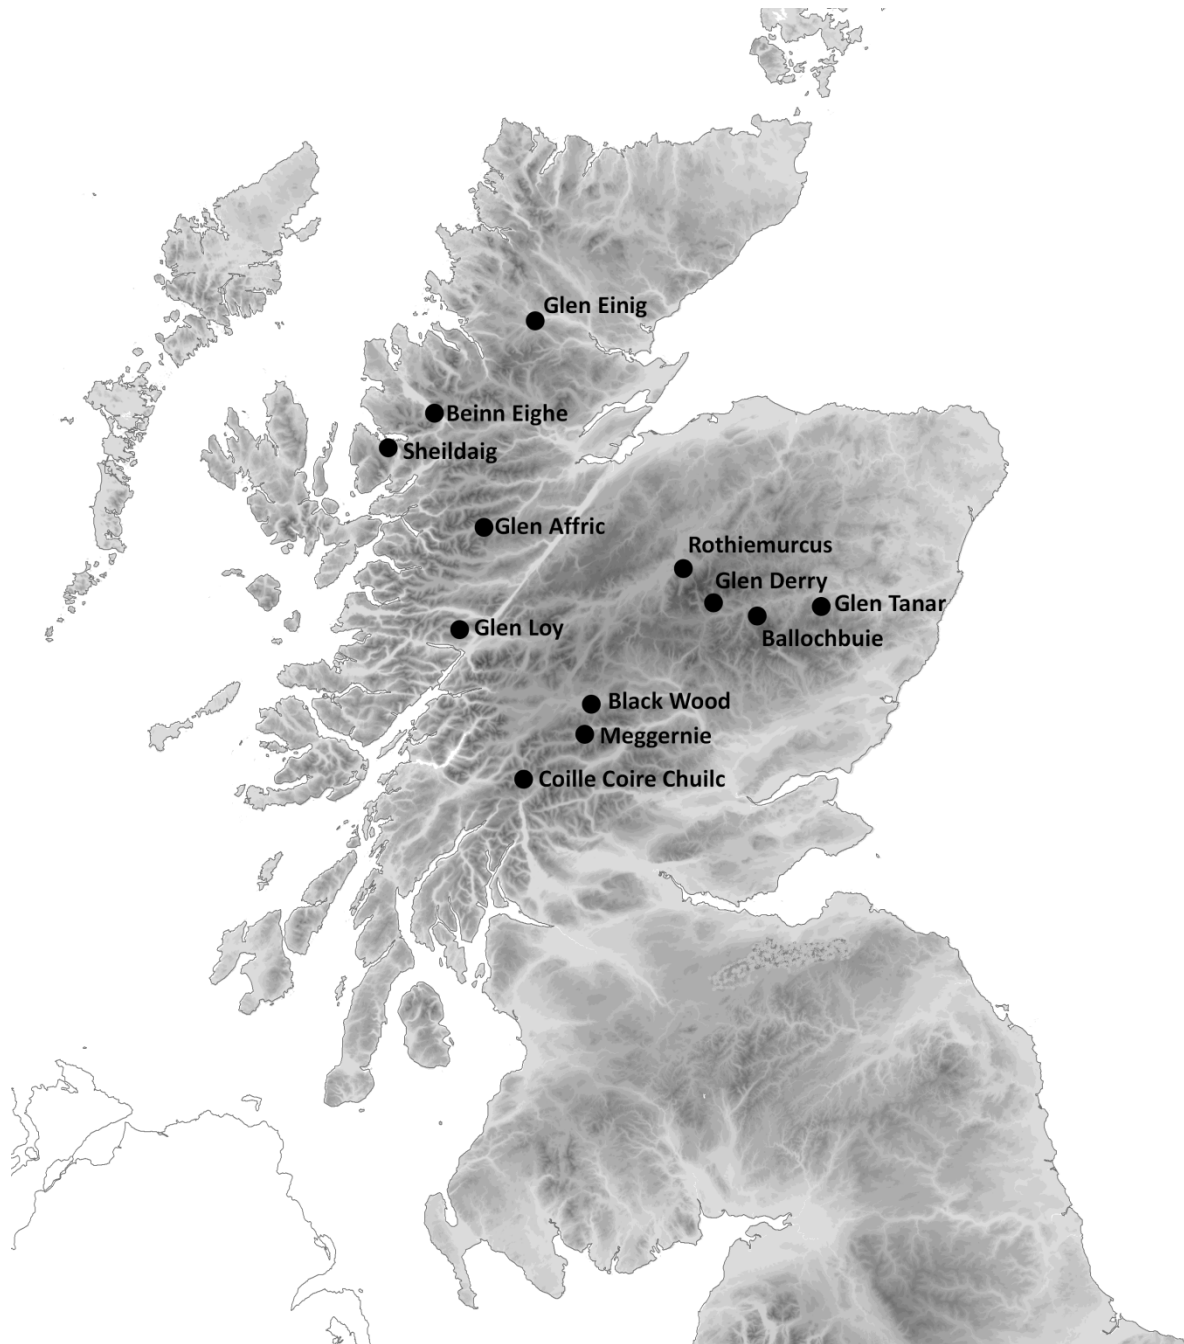 Glen Einig
Beinn Eighe
Sheildaig
Glen Affric
Rothiemurcus
Glen Derry
Glen Tanar
Glen Loy
Ballochbuie
Black Wood
Meggernie
Coille Coire Chuilc